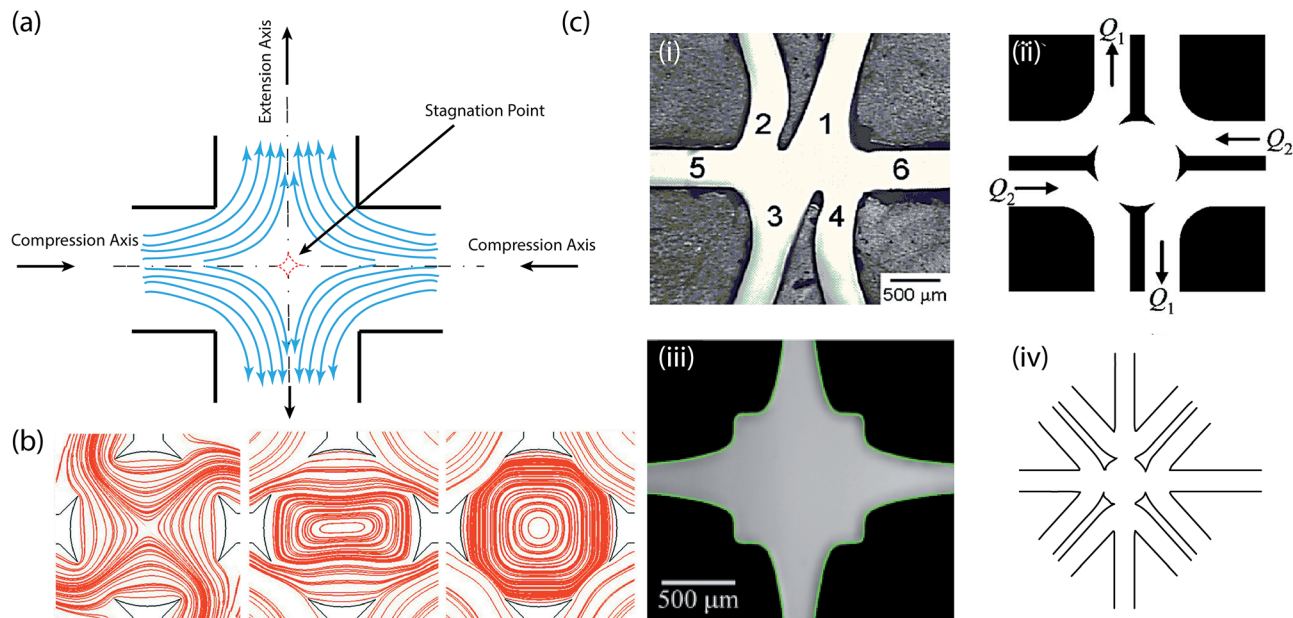 (a)
Extension Axis
Stagnation Point
Compression Axis
Compression Axis
(b)
(c)
(i)
2
1
5
6
3
4
500 μm
(ii)
Q1
Q2
Q2
Q1
(iii)
500 μm
(iv)